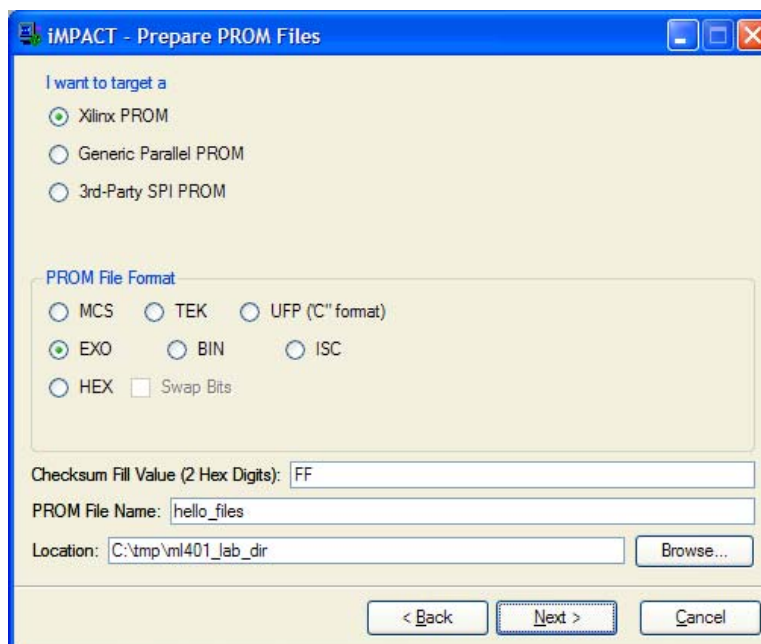 iMPACT - Prepare PROM Files
I want to target a
Xilinx PROM
Generic Parallel PROM
3rd-Party SPI PROM
PROM File Format
MCS TEK UFP ("C" format)
EXO BIN ISC
HEX Swap Bits
Checksum Fill Value (2 Hex Digits): FF
PROM File Name: hello_files
Location: C:\tmp\ml401_lab_dir Browse...
< Back Next > Cancel